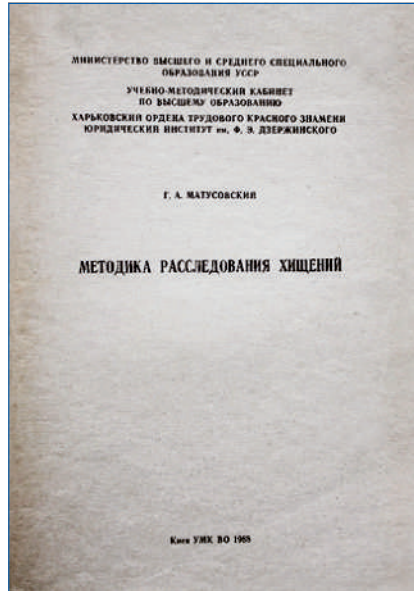 МИНИСТЕРСТВО ВЫСШЕГО И СРЕДНЕГО СПЕЦИАЛЬНОГО
ОБРАЗОВАНИЯ УССР
УЧЕБНО-МЕТОДИЧЕСКИЙ КАБИНЕТ
ПО ВЫСШЕМУ ОБРАЗОВАНИЮ
ХАРЬКОВСКИЙ ОРДЕНА ТРУДОВОГО КРАСНОГО ЗНАМЕНИ
ЮРИДИЧЕСКИЙ ИНСТИТУТ им. Ф. Э. ДЗЕРЖИНСКОГО
Г. А. МАТУСОВСКИЙ
МЕТОДИКА РАССЛЕДОВАНИЯ ХИЩЕНИЙ
Киев УМК ВО 1988